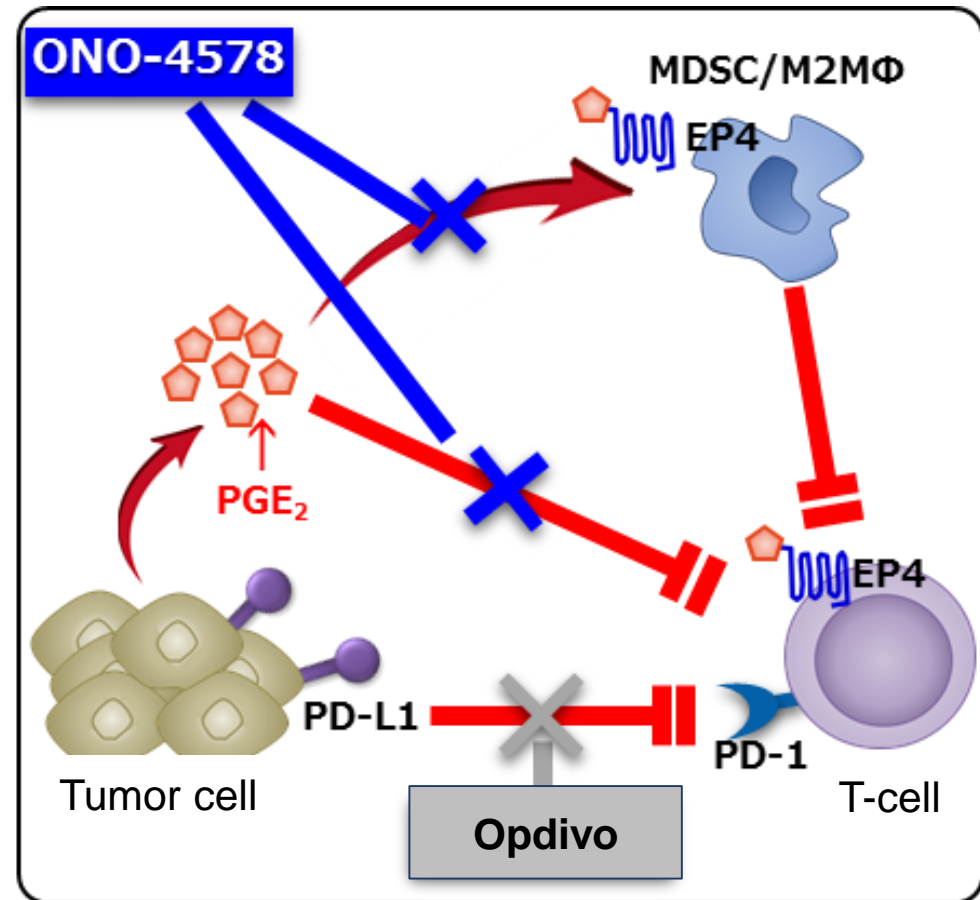 ONO-4578
MDSC/M2MΦ
EP4
PGE₂
EP4
PD-L1
PD-1
Tumor cell
T-cell
Opdivo